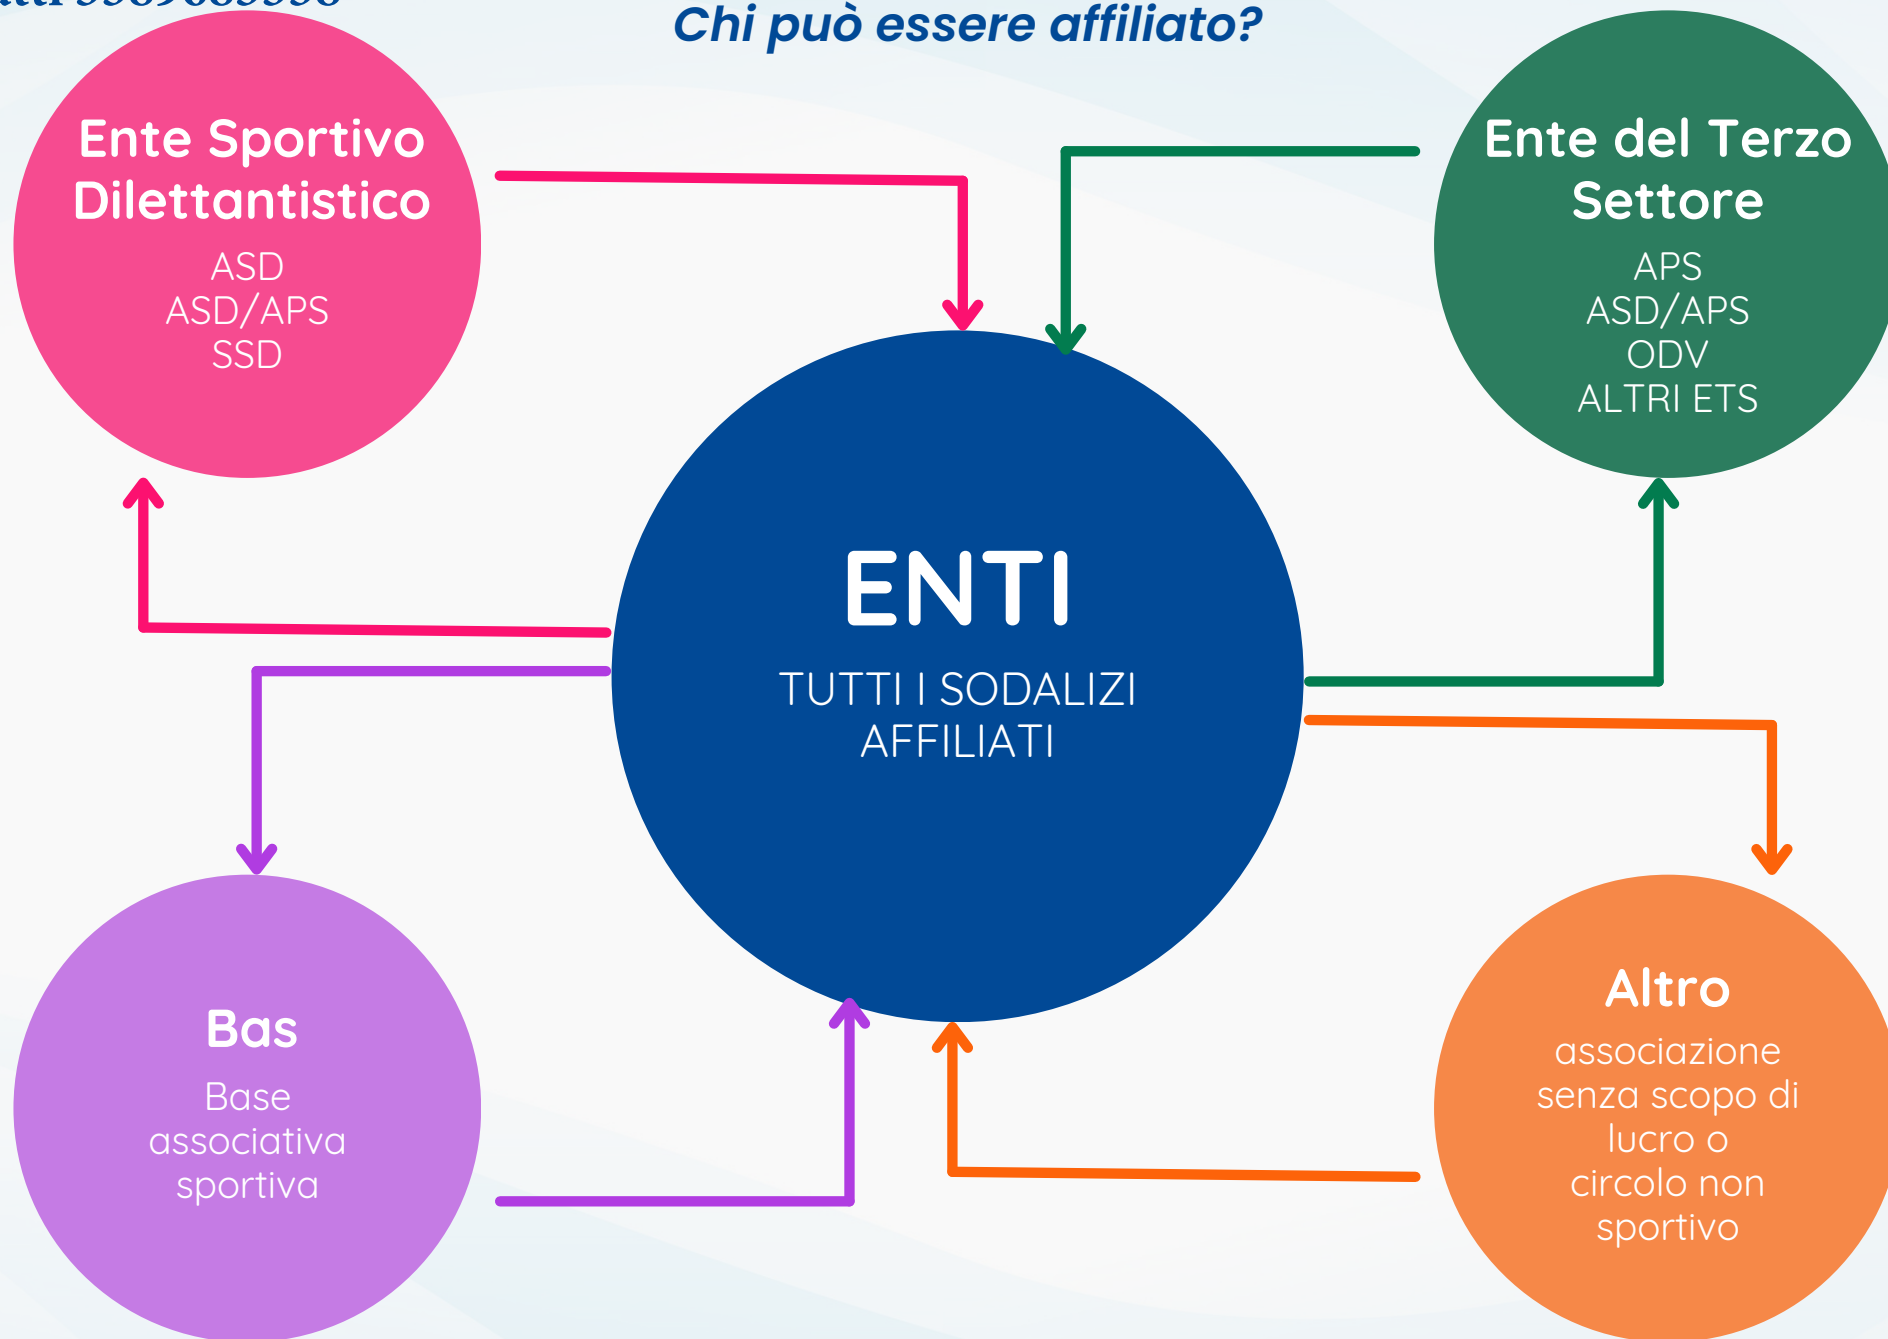 Chi può essere affiliato?
Ente Sportivo
Dilettantistico
ASD
ASD/APS
SSD
Ente del Terzo
Settore
APS
ASD/APS
ODV
ALTRI ETS
ENTI
TUTTI I SODALIZI
AFFILIATI
Bas
Base
associativa
sportiva
Altro
associazione
senza scopo di
lucro o
circolo non
sportivo